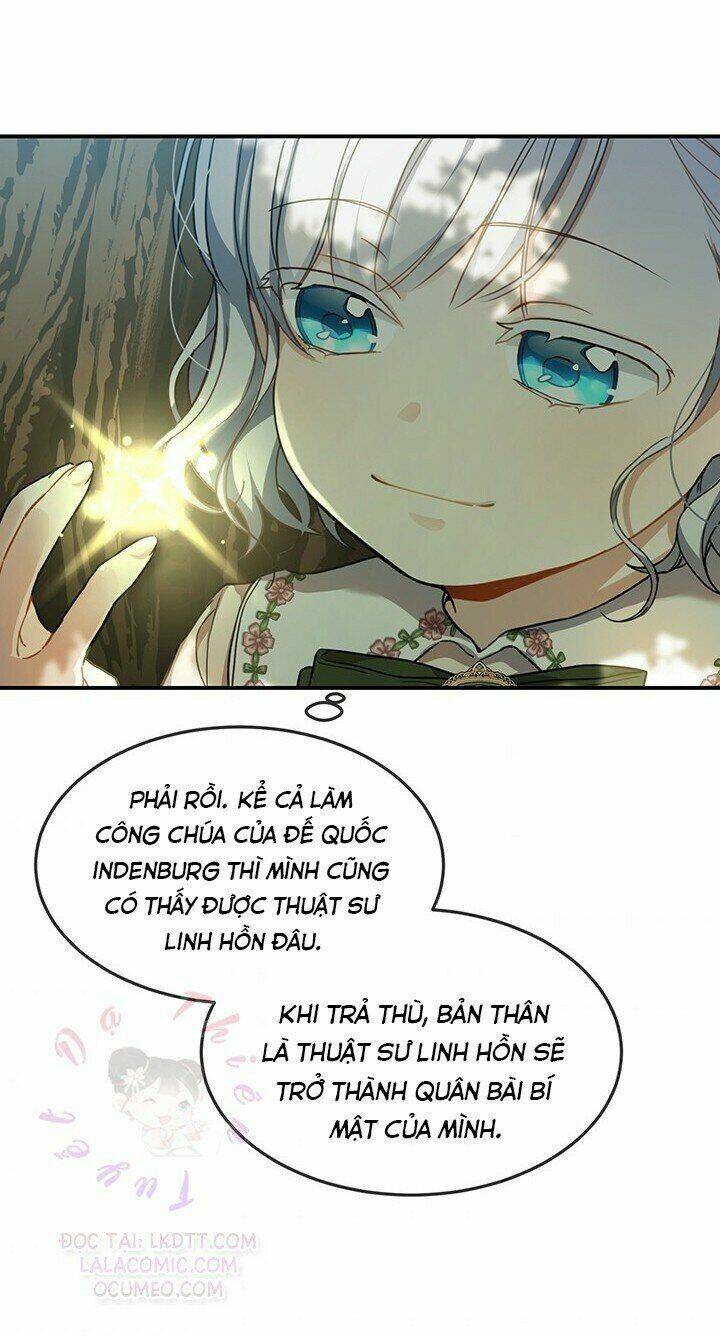 PHẢI RỒI. KỂ CẢ LÀM
CÔNG CHÚA CỦA ĐẾ QUỐC
INDENBURG THÌ MÌNH CŨNG
CÓ THẤY ĐƯỢC THUẬT SƯ
LINH HỒN ĐÂU.
KHI TRẢ THÙ, BẢN THÂN
LÀ THUẬT SƯ LINH HỒN SẼ
TRỞ THÀNH QUÂN BÀI BÍ
MẬT CỦA MÌNH.
ĐỌC TẠI: LKDTT.COM
LALACOMIC.COM
OCUMEO.COM